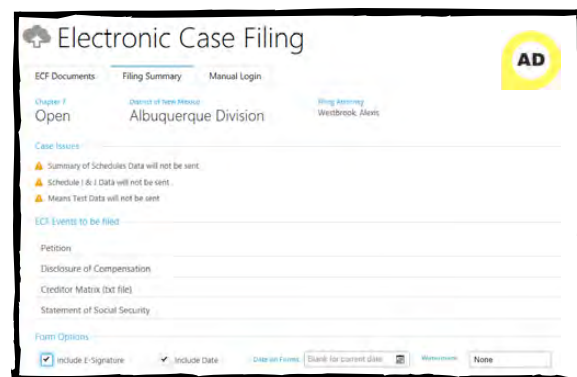 Electronic Case Filing
AD
ECF Documents Filing Summary Manual Login
Chapter 7 District of New Mexico Filing Attorney
Open Albuquerque Division Westbrook, Alexis
Case Issues
Summary of Schedules Data will not be sent
Schedule I & J Data will not be sent
Means Test Data will not be sent
ECF Events to be filed
Petition
Disclosure of Compensation
Creditor Matrix (txt file)
Statement of Social Security
Form Options
Include E-Signature Include Date Date on Forms Blank for current date Watermark None